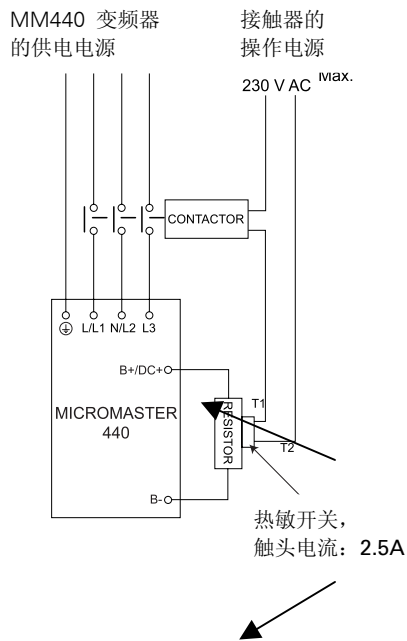 MM440 变频器
的供电电源
接触器的
操作电源
230 V AC Max.
CONTACTOR
L/L1 N/L2 L3
B+/DC+
MICROMASTER
440
RESISTOR
T1
T2
B-
热敏开关，
触头电流：2.5A